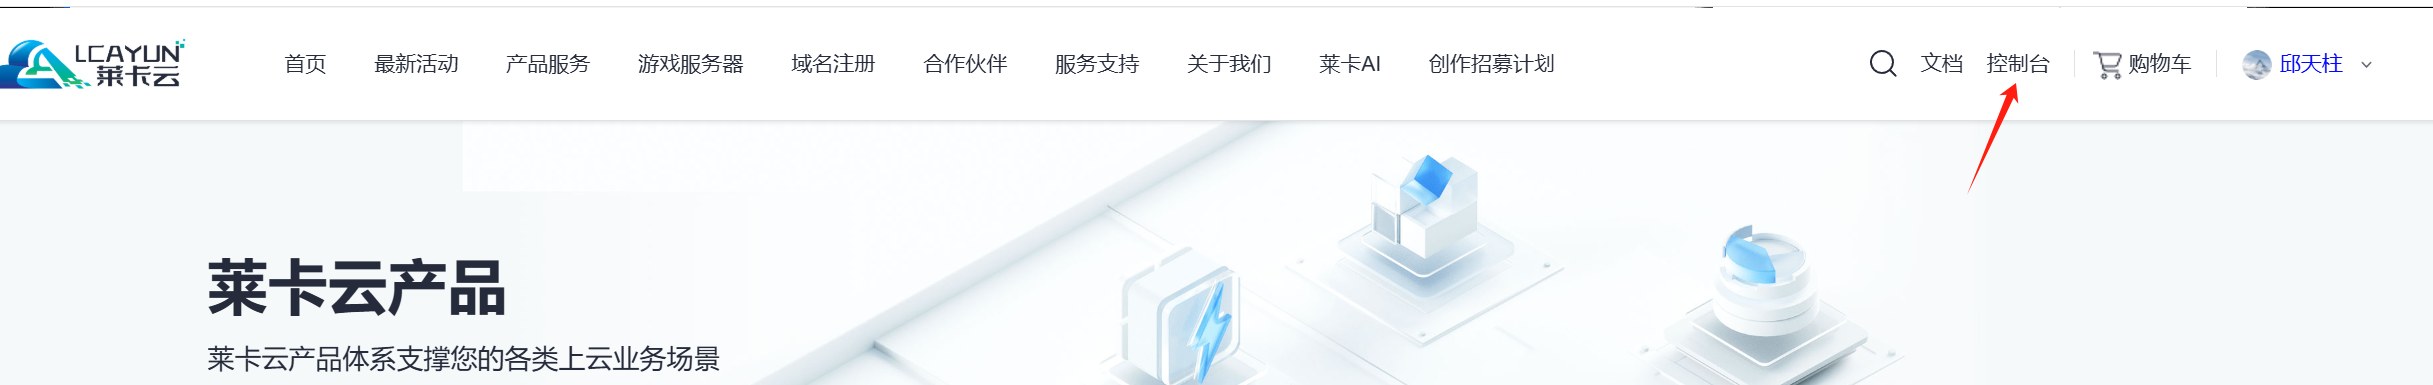 LCAYUN
莱卡云
首页 最新活动 产品服务 游戏服务器 域名注册 合作伙伴 服务支持 关于我们 莱卡AI 创作招募计划 文档 控制台 购物车 邱天柱
莱卡云产品
莱卡云产品体系支撑您的各类上云业务场景